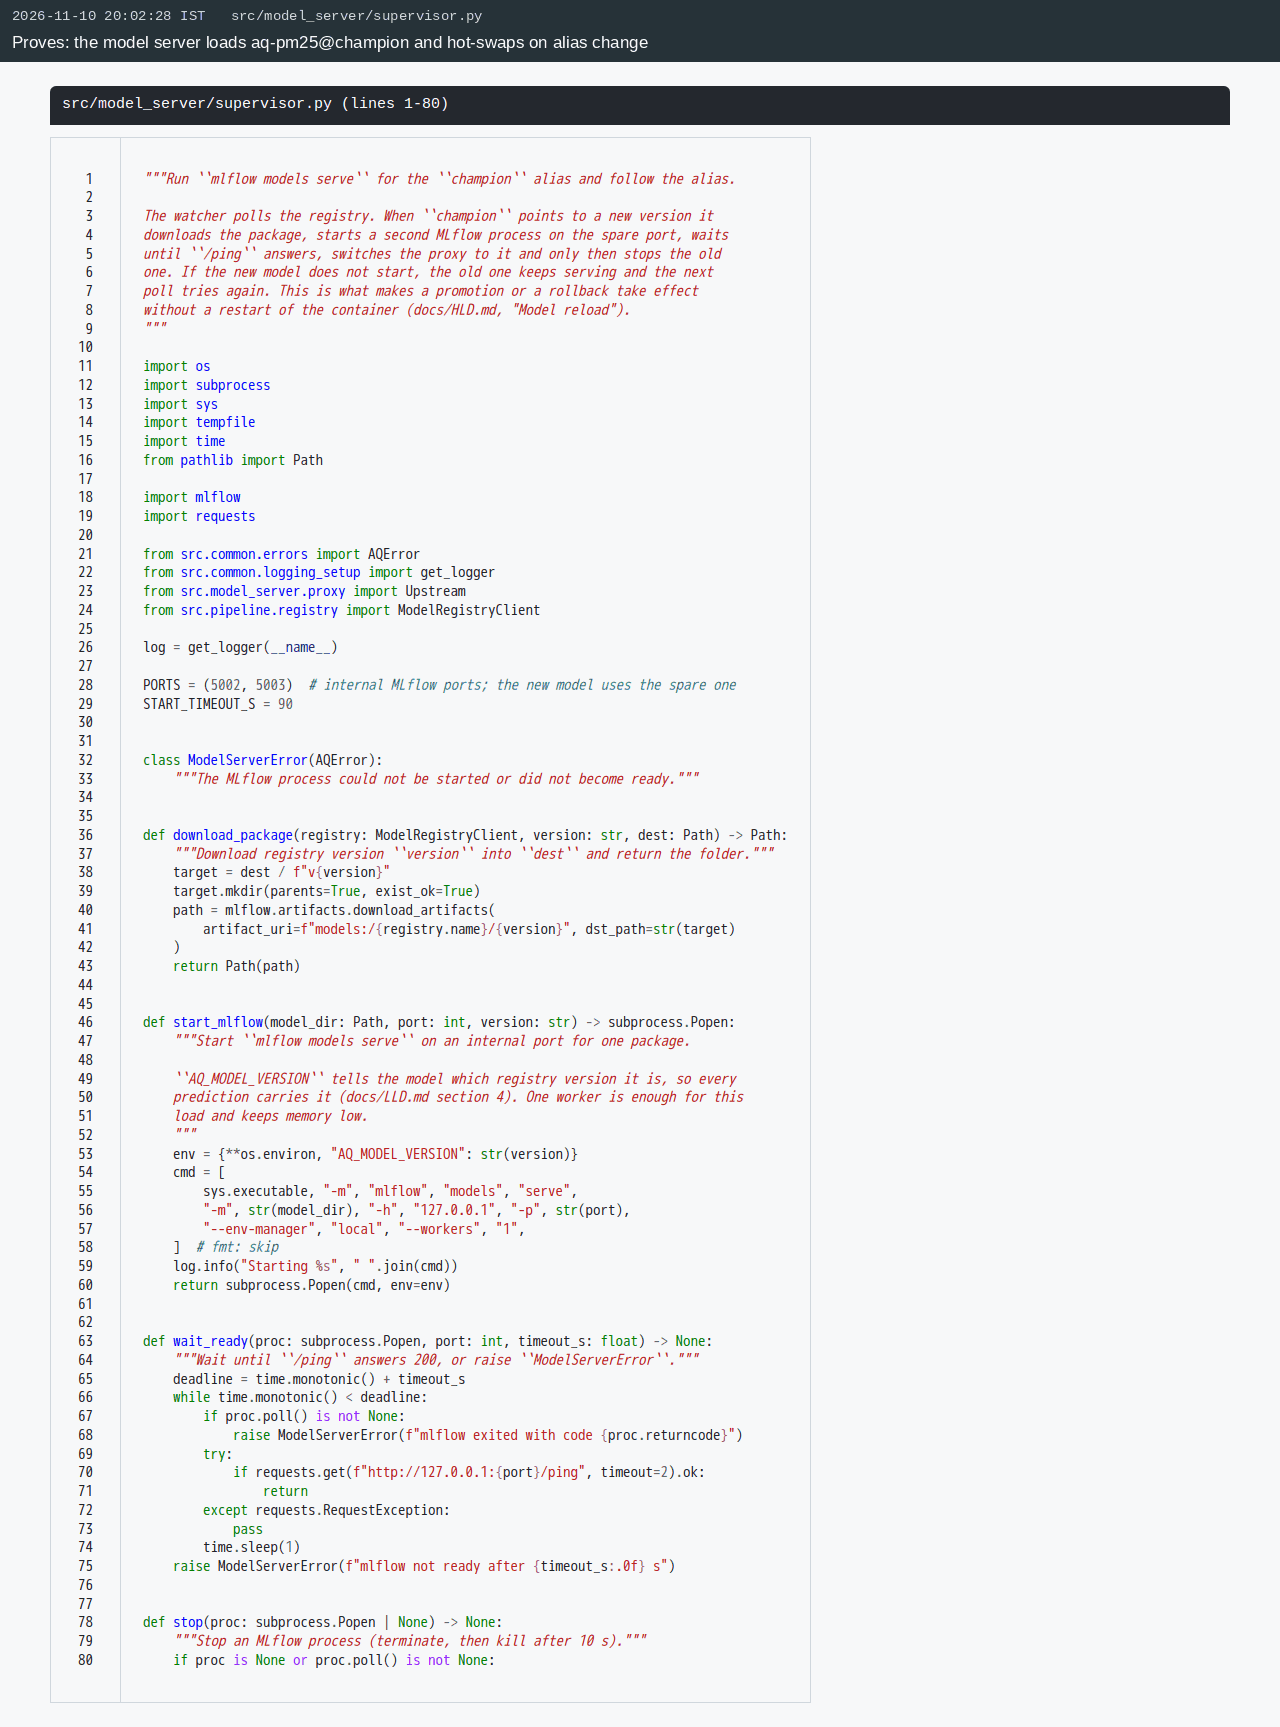 2026-11-10 20:02:28 IST   src/model_server/supervisor.py
Proves: the model server loads aq-pm25@champion and hot-swaps on alias change
src/model_server/supervisor.py (lines 1-80)
1 """Run ``mlflow models serve`` for the ``champion`` alias and follow the alias.
2
3 The watcher polls the registry. When ``champion`` points to a new version it
4 downloads the package, starts a second MLflow process on the spare port, waits
5 until ``/ping`` answers, switches the proxy to it and only then stops the old
6 one. If the new model does not start, the old one keeps serving and the next
7 poll tries again. This is what makes a promotion or a rollback take effect
8 without a restart of the container (docs/HLD.md, "Model reload").
9 """
10
11 import os
12 import subprocess
13 import sys
14 import tempfile
15 import time
16 from pathlib import Path
17
18 import mlflow
19 import requests
20
21 from src.common.errors import AQError
22 from src.common.logging_setup import get_logger
23 from src.model_server.proxy import Upstream
24 from src.pipeline.registry import ModelRegistryClient
25
26 log = get_logger(__name__)
27
28 PORTS = (5002, 5003)  # internal MLflow ports; the new model uses the spare one
29 START_TIMEOUT_S = 90
30
31
32 class ModelServerError(AQError):
33     """The MLflow process could not be started or did not become ready."""
34
35
36 def download_package(registry: ModelRegistryClient, version: str, dest: Path) -> Path:
37     """Download registry version ``version`` into ``dest`` and return the folder."""
38     target = dest / f"v{version}"
39     target.mkdir(parents=True, exist_ok=True)
40     path = mlflow.artifacts.download_artifacts(
41         artifact_uri=f"models:/{registry.name}/{version}", dst_path=str(target)
42     )
43     return Path(path)
44
45
46 def start_mlflow(model_dir: Path, port: int, version: str) -> subprocess.Popen:
47     """Start ``mlflow models serve`` on an internal port for one package.
48
49     ``AQ_MODEL_VERSION`` tells the model which registry version it is, so every
50     prediction carries it (docs/LLD.md section 4). One worker is enough for this
51     load and keeps memory low.
52     """
53     env = {**os.environ, "AQ_MODEL_VERSION": str(version)}
54     cmd = [
55         sys.executable, "-m", "mlflow", "models", "serve",
56         "-m", str(model_dir), "-h", "127.0.0.1", "-p", str(port),
57         "--env-manager", "local", "--workers", "1",
58     ]  # fmt: skip
59     log.info("Starting %s", " ".join(cmd))
60     return subprocess.Popen(cmd, env=env)
61
62
63 def wait_ready(proc: subprocess.Popen, port: int, timeout_s: float) -> None:
64     """Wait until ``/ping`` answers 200, or raise ``ModelServerError``."""
65     deadline = time.monotonic() + timeout_s
66     while time.monotonic() < deadline:
67         if proc.poll() is not None:
68             raise ModelServerError(f"mlflow exited with code {proc.returncode}")
69         try:
70             if requests.get(f"http://127.0.0.1:{port}/ping", timeout=2).ok:
71                 return
72         except requests.RequestException:
73             pass
74         time.sleep(1)
75     raise ModelServerError(f"mlflow not ready after {timeout_s:.0f} s")
76
77
78 def stop(proc: subprocess.Popen | None) -> None:
79     """Stop an MLflow process (terminate, then kill after 10 s)."""
80     if proc is None or proc.poll() is not None: